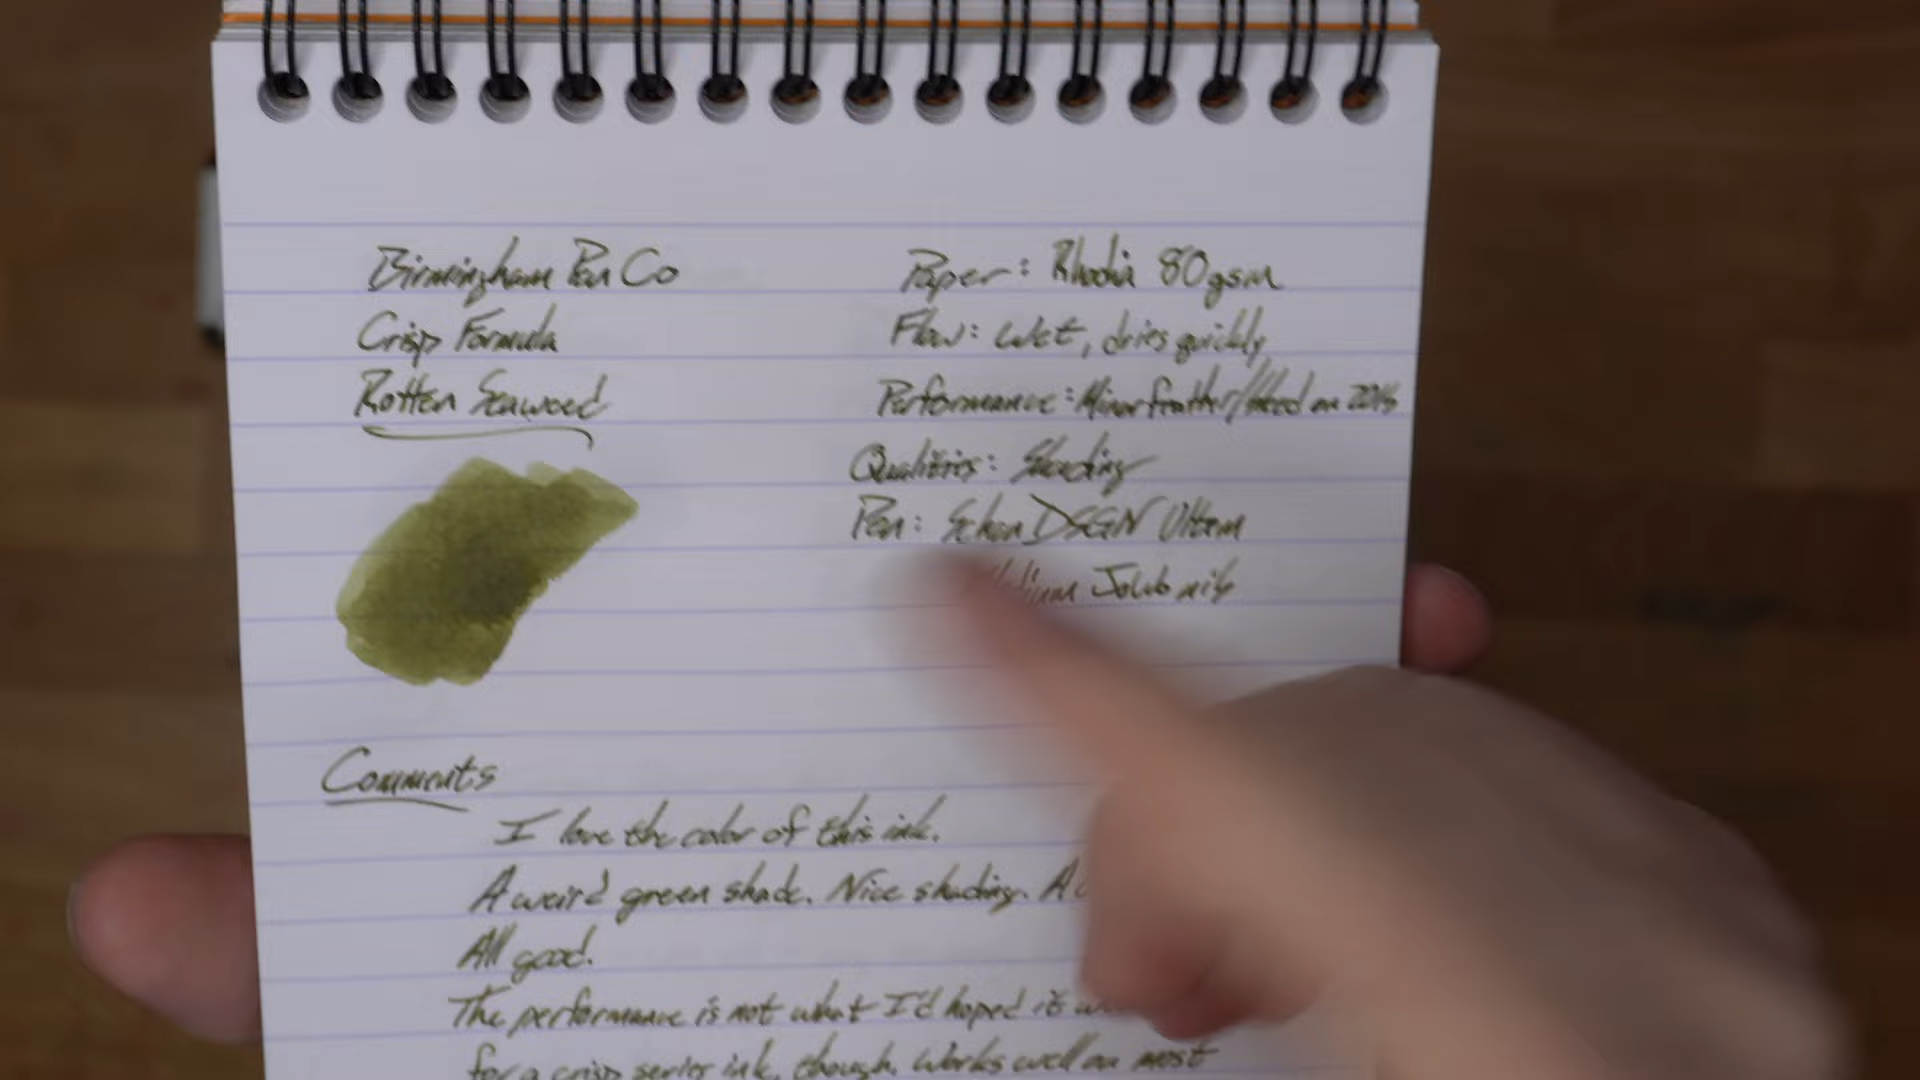 Birmingham Pen Co
Crisp Formula
Rotten Seaweed
Paper: Rhodia 80gsm
Flow: Wet, dries quickly
Performance: Minor feather/bleed on 20lb
Qualities: Shading
Pen: Schon DSGN Ultem
JoWo nib
Comments
I love the color of this ink.
A weird green shade. Nice shading.
All good.
The performance is not what I'd hoped it
for a crisp series ink, though. Works well on most